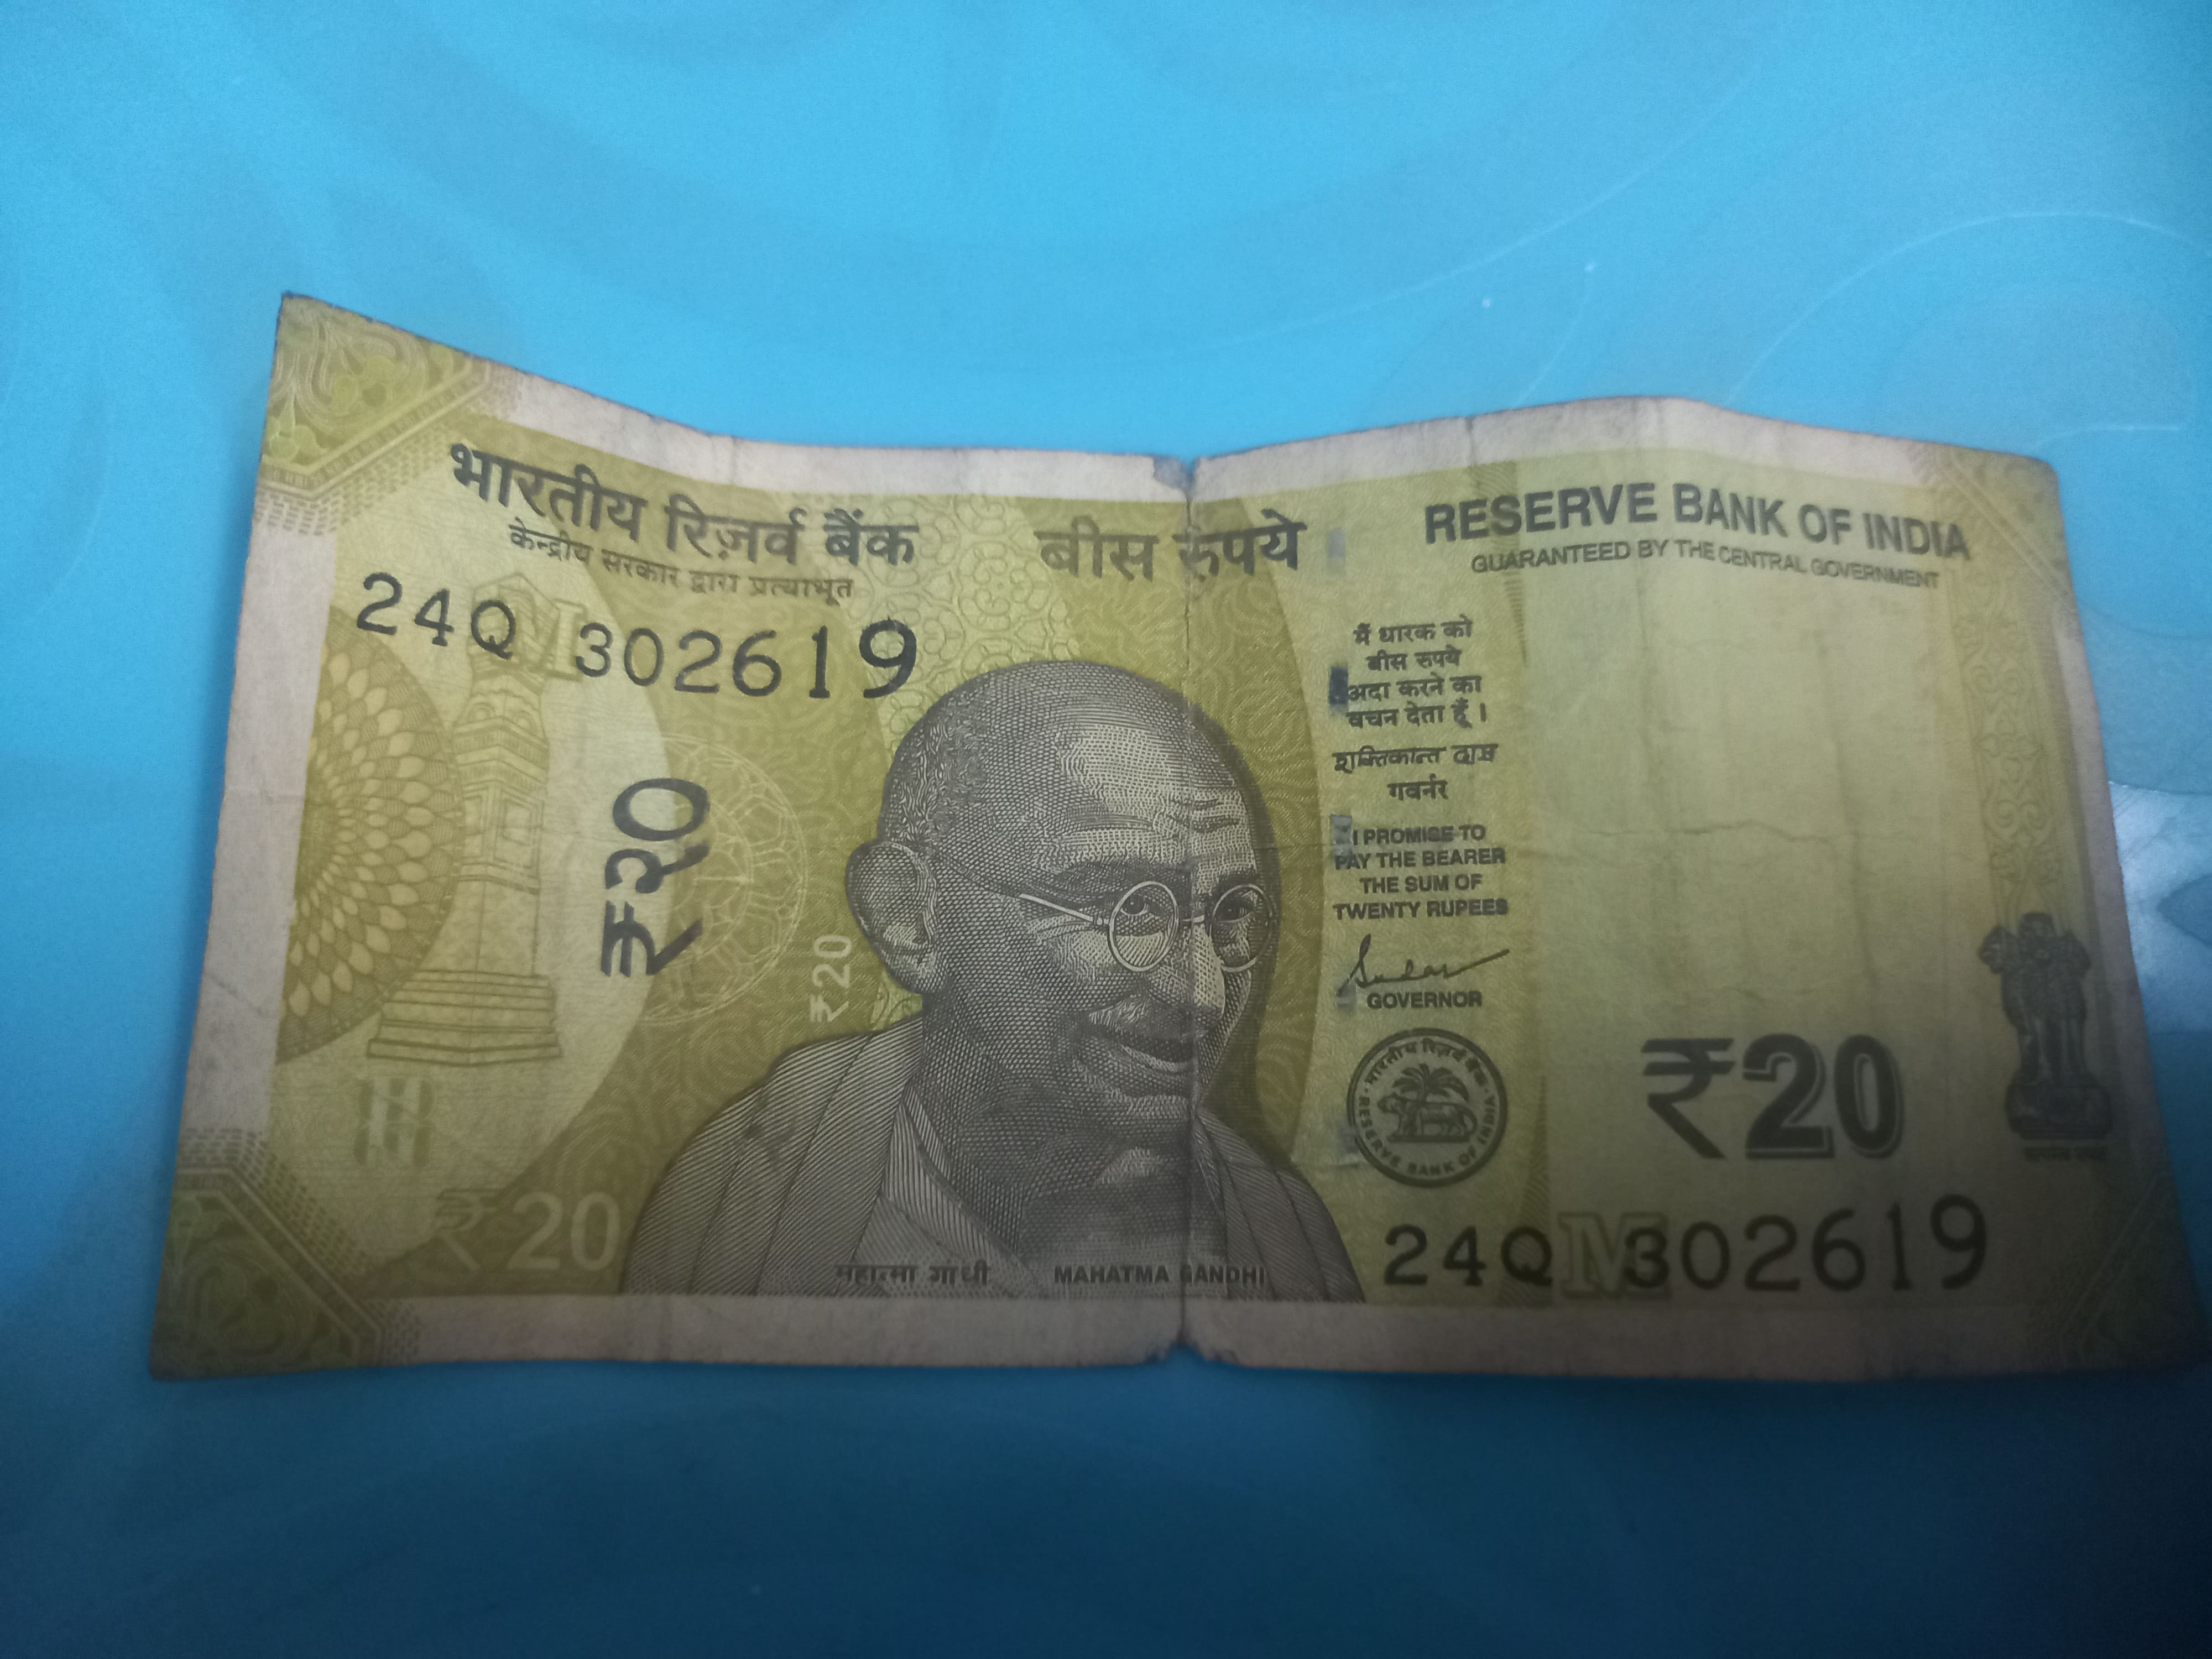 भारतीय रिज़र्व बैंक
केन्द्रीय सरकार द्वारा प्रत्याभूत
24Q 302619
बीस रुपये
RESERVE BANK OF INDIA
GUARANTEED BY THE CENTRAL GOVERNMENT
₹२०
₹20
₹20
मैं धारक को
बीस रुपये
अदा करने का
वचन देता हूँ ।
शक्तिकान्त दास
गवर्नर
I PROMISE TO
PAY THE BEARER
THE SUM OF
TWENTY RUPEES
GOVERNOR
भारतीय रिज़र्व बैंक
RESERVE BANK OF INDIA
₹20
महात्मा गांधी MAHATMA GANDHI
24Q M 302619